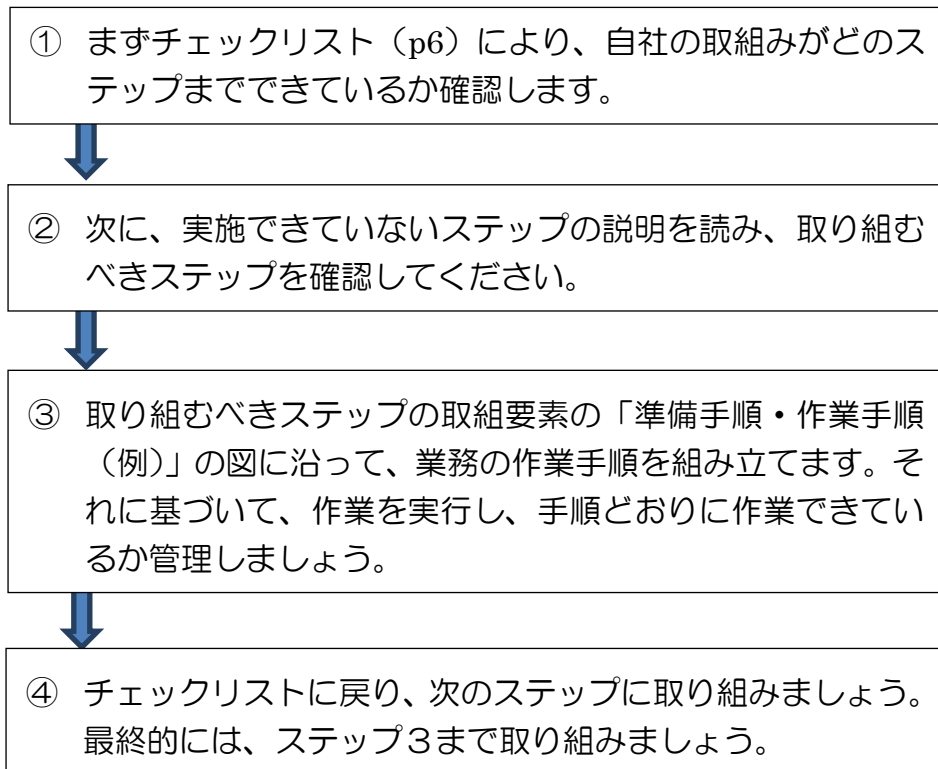 ① まずチェックリスト（p6）により、自社の取組みがどのス
テップまでできているか確認します。
② 次に、実施できていないステップの説明を読み、取り組む
べきステップを確認してください。
③ 取り組むべきステップの取組要素の「準備手順・作業手順
（例）」の図に沿って、業務の作業手順を組み立てます。そ
れに基づいて、作業を実行し、手順どおりに作業できてい
るか管理しましょう。
④ チェックリストに戻り、次のステップに取り組みましょう。
最終的には、ステップ３まで取り組みましょう。